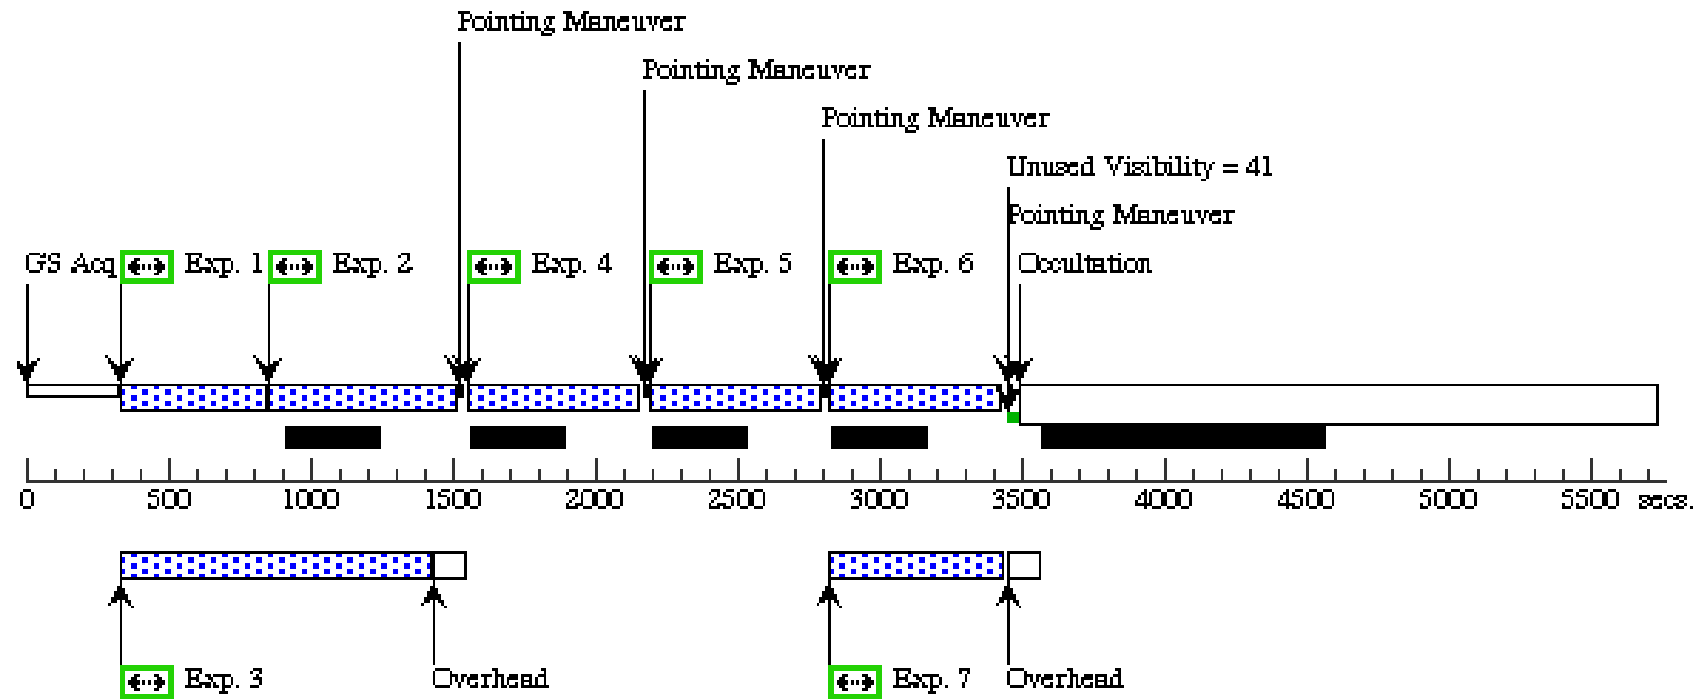 Pointing Maneuver
Pointing Maneuver
Pointing Maneuver
Unused Visibility = 41
Pointing Maneuver
GS Acq Exp. 1 Exp. 2 Exp. 4 Exp. 5 Exp. 6 Occultation
0 500 1000 1500 2000 2500 3000 3500 4000 4500 5000 5500 secs.
Exp. 3 Overhead Exp. 7 Overhead